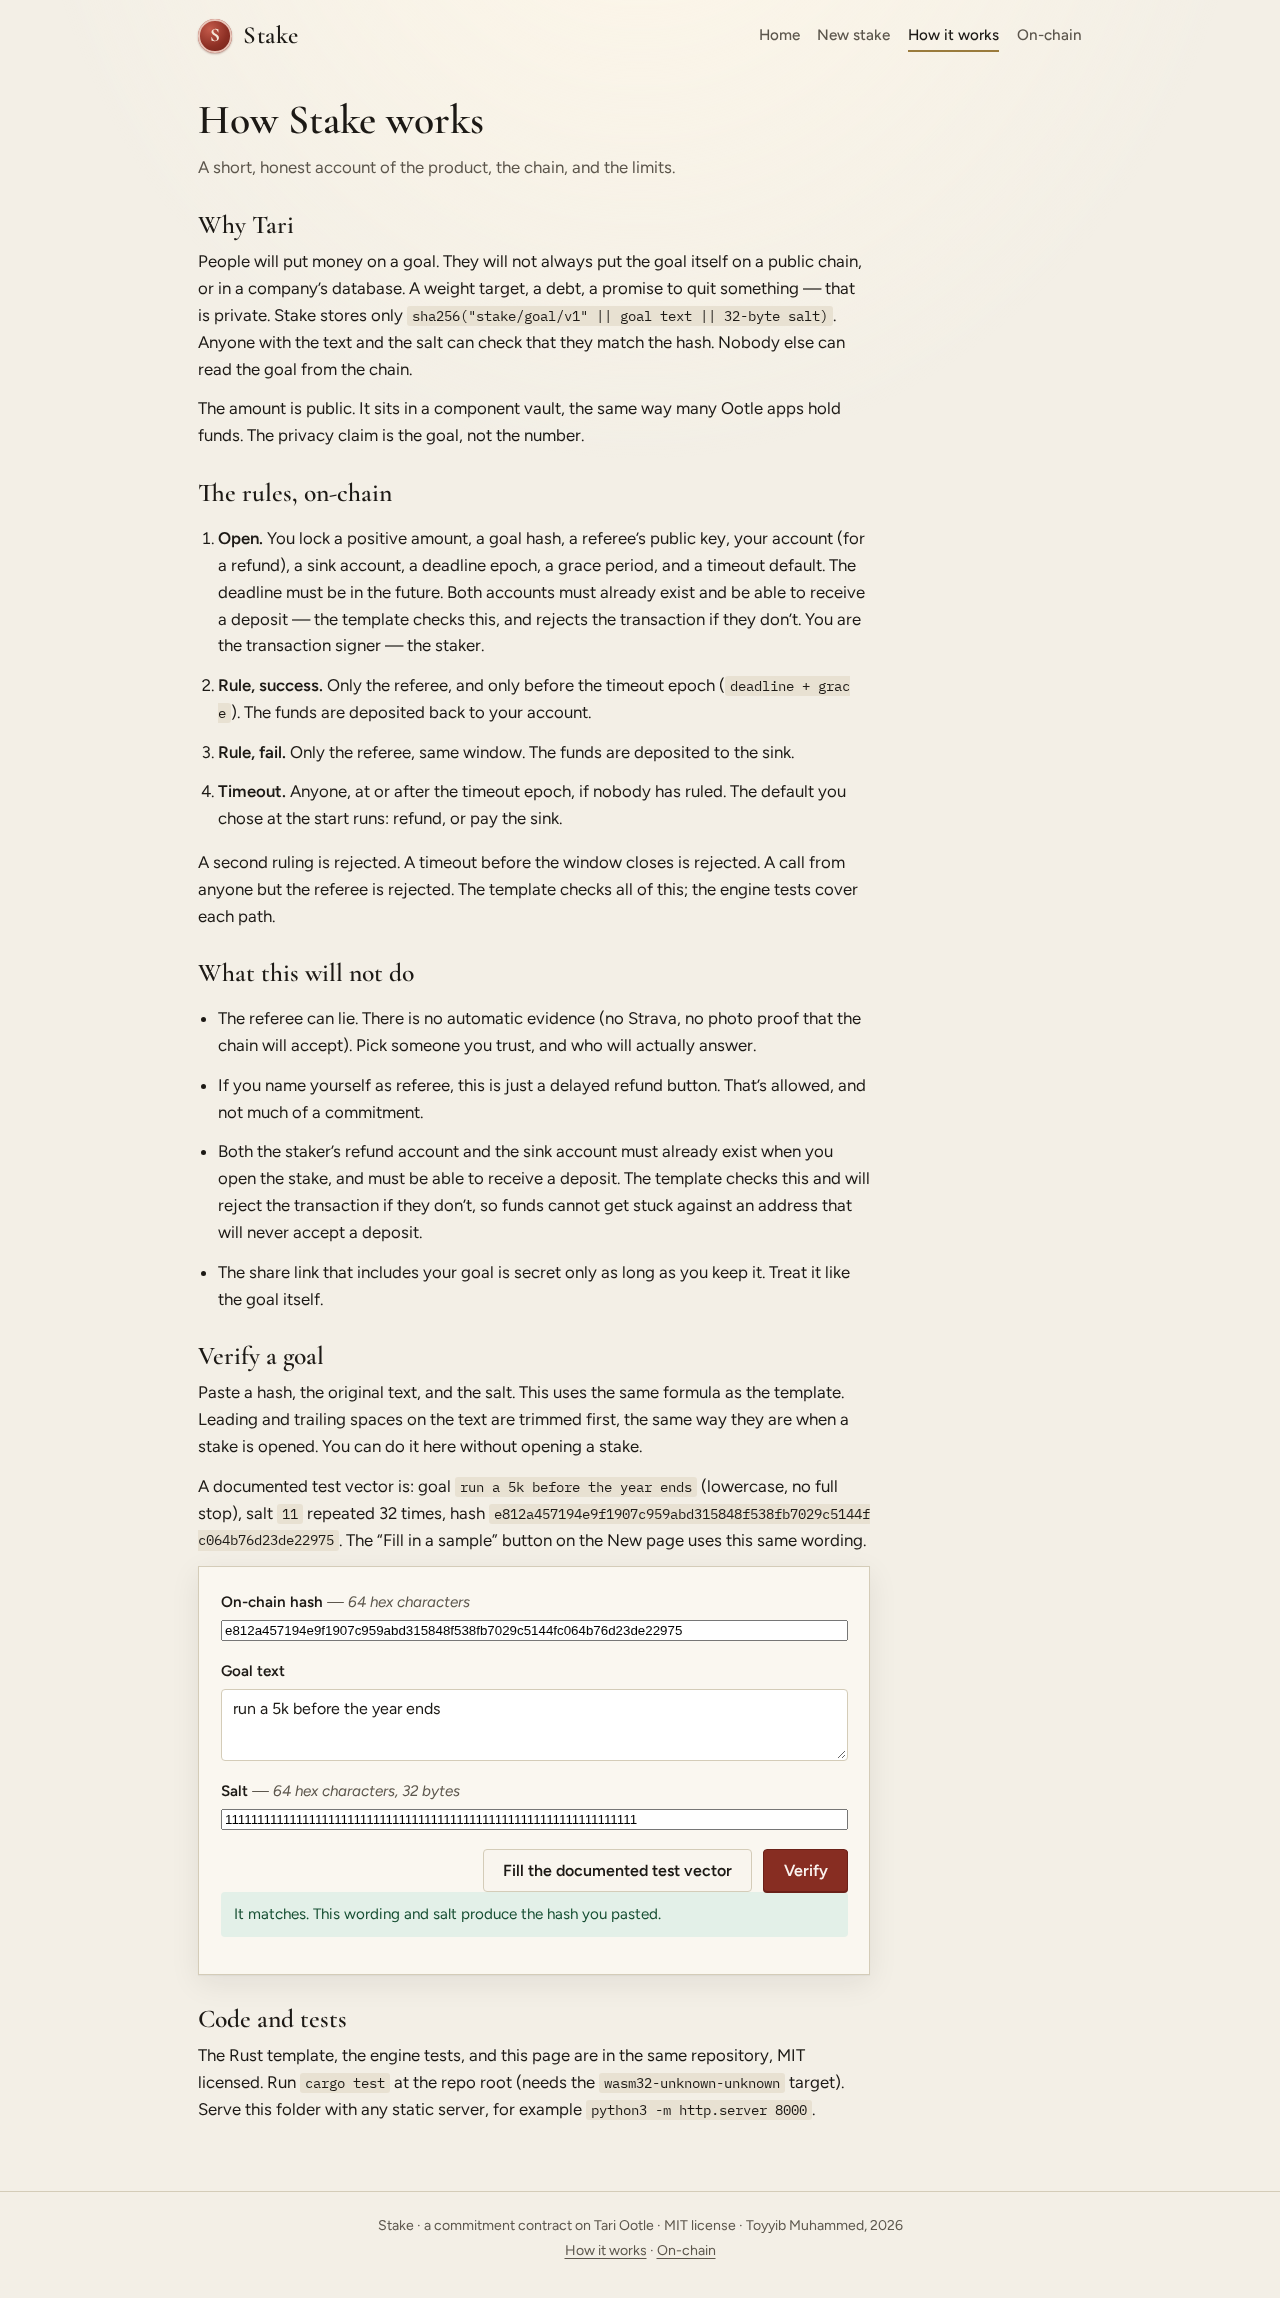 S Stake
Home New stake How it works On-chain
How Stake works
A short, honest account of the product, the chain, and the limits.
Why Tari
People will put money on a goal. They will not always put the goal itself on a public chain,
or in a company’s database. A weight target, a debt, a promise to quit something — that
is private. Stake stores only sha256("stake/goal/v1" || goal text || 32-byte salt).
Anyone with the text and the salt can check that they match the hash. Nobody else can
read the goal from the chain.
The amount is public. It sits in a component vault, the same way many Ootle apps hold
funds. The privacy claim is the goal, not the number.
The rules, on-chain
1. Open. You lock a positive amount, a goal hash, a referee’s public key, your account (for
a refund), a sink account, a deadline epoch, a grace period, and a timeout default. The
deadline must be in the future. Both accounts must already exist and be able to receive
a deposit — the template checks this, and rejects the transaction if they don’t. You are
the transaction signer — the staker.
2. Rule, success. Only the referee, and only before the timeout epoch (deadline + grac
e). The funds are deposited back to your account.
3. Rule, fail. Only the referee, same window. The funds are deposited to the sink.
4. Timeout. Anyone, at or after the timeout epoch, if nobody has ruled. The default you
chose at the start runs: refund, or pay the sink.
A second ruling is rejected. A timeout before the window closes is rejected. A call from
anyone but the referee is rejected. The template checks all of this; the engine tests cover
each path.
What this will not do
• The referee can lie. There is no automatic evidence (no Strava, no photo proof that the
chain will accept). Pick someone you trust, and who will actually answer.
• If you name yourself as referee, this is just a delayed refund button. That’s allowed, and
not much of a commitment.
• Both the staker’s refund account and the sink account must already exist when you
open the stake, and must be able to receive a deposit. The template checks this and will
reject the transaction if they don’t, so funds cannot get stuck against an address that
will never accept a deposit.
• The share link that includes your goal is secret only as long as you keep it. Treat it like
the goal itself.
Verify a goal
Paste a hash, the original text, and the salt. This uses the same formula as the template.
Leading and trailing spaces on the text are trimmed first, the same way they are when a
stake is opened. You can do it here without opening a stake.
A documented test vector is: goal run a 5k before the year ends (lowercase, no full
stop), salt 11 repeated 32 times, hash e812a457194e9f1907c959abd315848f538fb7029c5144f
c064b76d23de22975. The “Fill in a sample” button on the New page uses this same wording.
On-chain hash — 64 hex characters
e812a457194e9f1907c959abd315848f538fb7029c5144fc064b76d23de22975
Goal text
run a 5k before the year ends
Salt — 64 hex characters, 32 bytes
1111111111111111111111111111111111111111111111111111111111111111
Fill the documented test vector Verify
It matches. This wording and salt produce the hash you pasted.
Code and tests
The Rust template, the engine tests, and this page are in the same repository, MIT
licensed. Run cargo test at the repo root (needs the wasm32-unknown-unknown target).
Serve this folder with any static server, for example python3 -m http.server 8000.
Stake · a commitment contract on Tari Ootle · MIT license · Toyyib Muhammed, 2026
How it works · On-chain